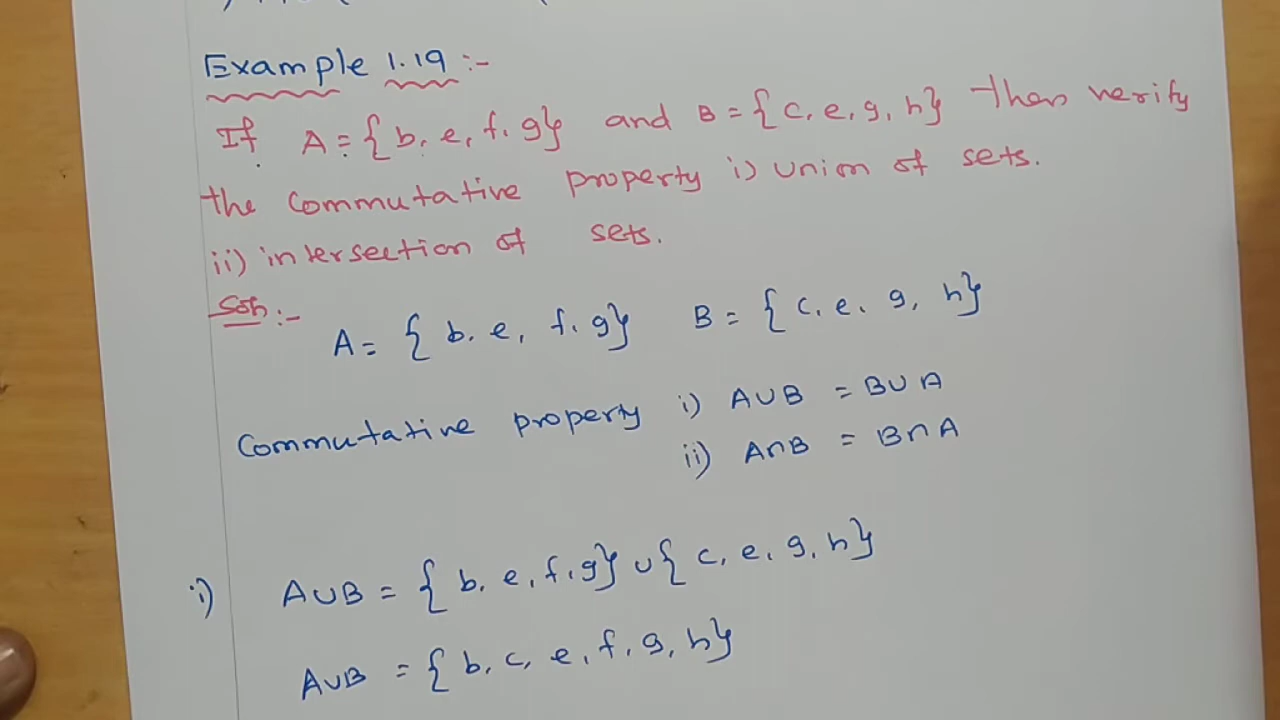 Example 1.19 :-
If A = { b, e, f, g} and B = { c, e, g, h} then verify
the commutative property i) union of sets.
ii) intersection of sets.
Soln :-
A = { b, e, f, g} B = { c, e, g, h}
Commutative property i) A∪B = B∪A
ii) A∩B = B∩A
i) A∪B = { b, e, f, g} ∪ { c, e, g, h}
A∪B = { b, c, e, f, g, h}